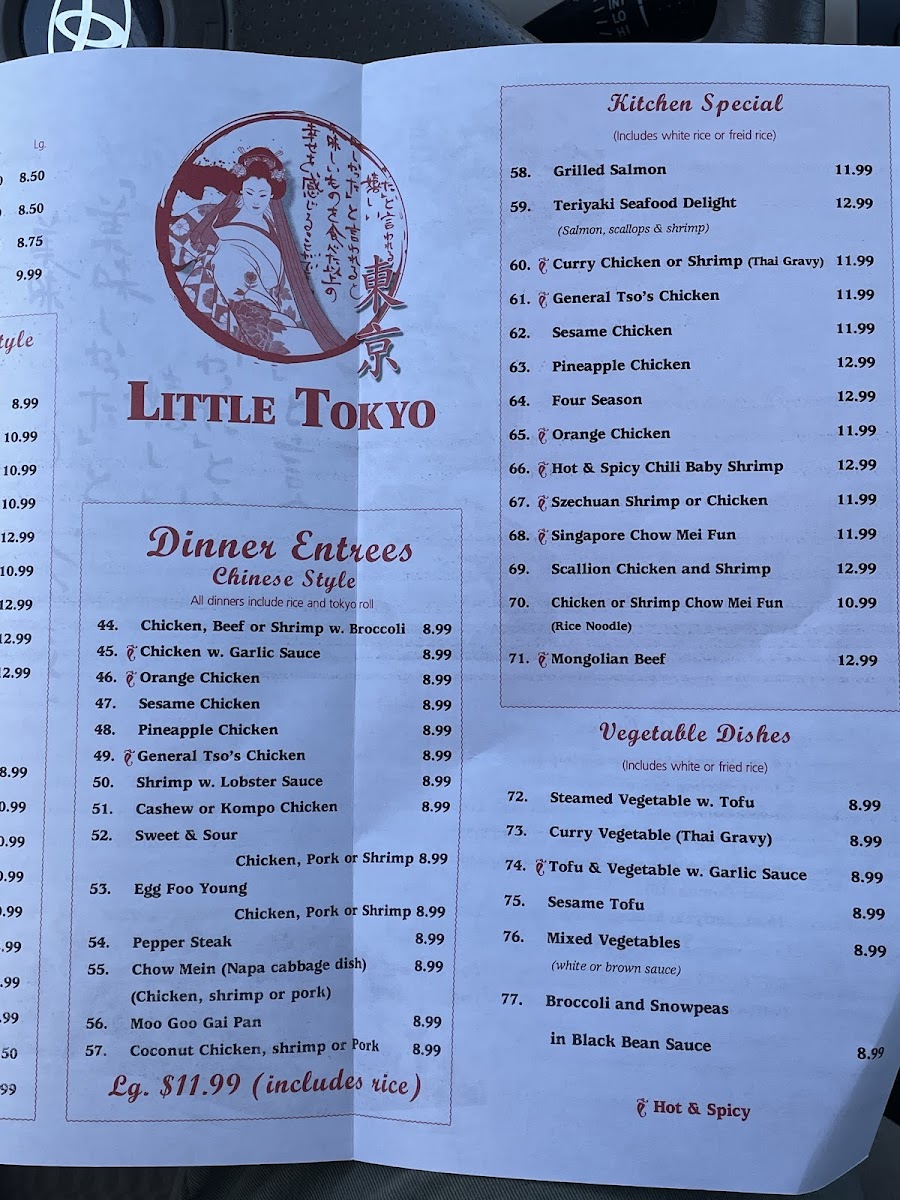 Lg.
8.50
8.50
8.75
9.99
tyle
8.99
10.99
10.99
10.99
12.99
10.99
12.99
12.99
12.99
8.99
.99
.99
.99
.99
.99
.99
.99
50
99
東京
LITTLE TOKYO
Dinner Entrees
Chinese Style
All dinners include rice and tokyo roll
44. Chicken, Beef or Shrimp w. Broccoli 8.99
45. Chicken w. Garlic Sauce 8.99
46. Orange Chicken 8.99
47. Sesame Chicken 8.99
48. Pineapple Chicken 8.99
49. General Tso's Chicken 8.99
50. Shrimp w. Lobster Sauce 8.99
51. Cashew or Kompo Chicken 8.99
52. Sweet & Sour
Chicken, Pork or Shrimp 8.99
53. Egg Foo Young
Chicken, Pork or Shrimp 8.99
54. Pepper Steak 8.99
55. Chow Mein (Napa cabbage dish) 8.99
(Chicken, shrimp or pork)
56. Moo Goo Gai Pan 8.99
57. Coconut Chicken, shrimp or Pork 8.99
Lg. $11.99 (includes rice)
Kitchen Special
(Includes white rice or freid rice)
58. Grilled Salmon 11.99
59. Teriyaki Seafood Delight 12.99
(Salmon, scallops & shrimp)
60. Curry Chicken or Shrimp (Thai Gravy) 11.99
61. General Tso's Chicken 11.99
62. Sesame Chicken 11.99
63. Pineapple Chicken 12.99
64. Four Season 12.99
65. Orange Chicken 11.99
66. Hot & Spicy Chili Baby Shrimp 12.99
67. Szechuan Shrimp or Chicken 11.99
68. Singapore Chow Mei Fun 11.99
69. Scallion Chicken and Shrimp 12.99
70. Chicken or Shrimp Chow Mei Fun 10.99
(Rice Noodle)
71. Mongolian Beef 12.99
Vegetable Dishes
(Includes white or fried rice)
72. Steamed Vegetable w. Tofu 8.99
73. Curry Vegetable (Thai Gravy) 8.99
74. Tofu & Vegetable w. Garlic Sauce 8.99
75. Sesame Tofu 8.99
76. Mixed Vegetables 8.99
(white or brown sauce)
77. Broccoli and Snowpeas
in Black Bean Sauce 8.99
Hot & Spicy